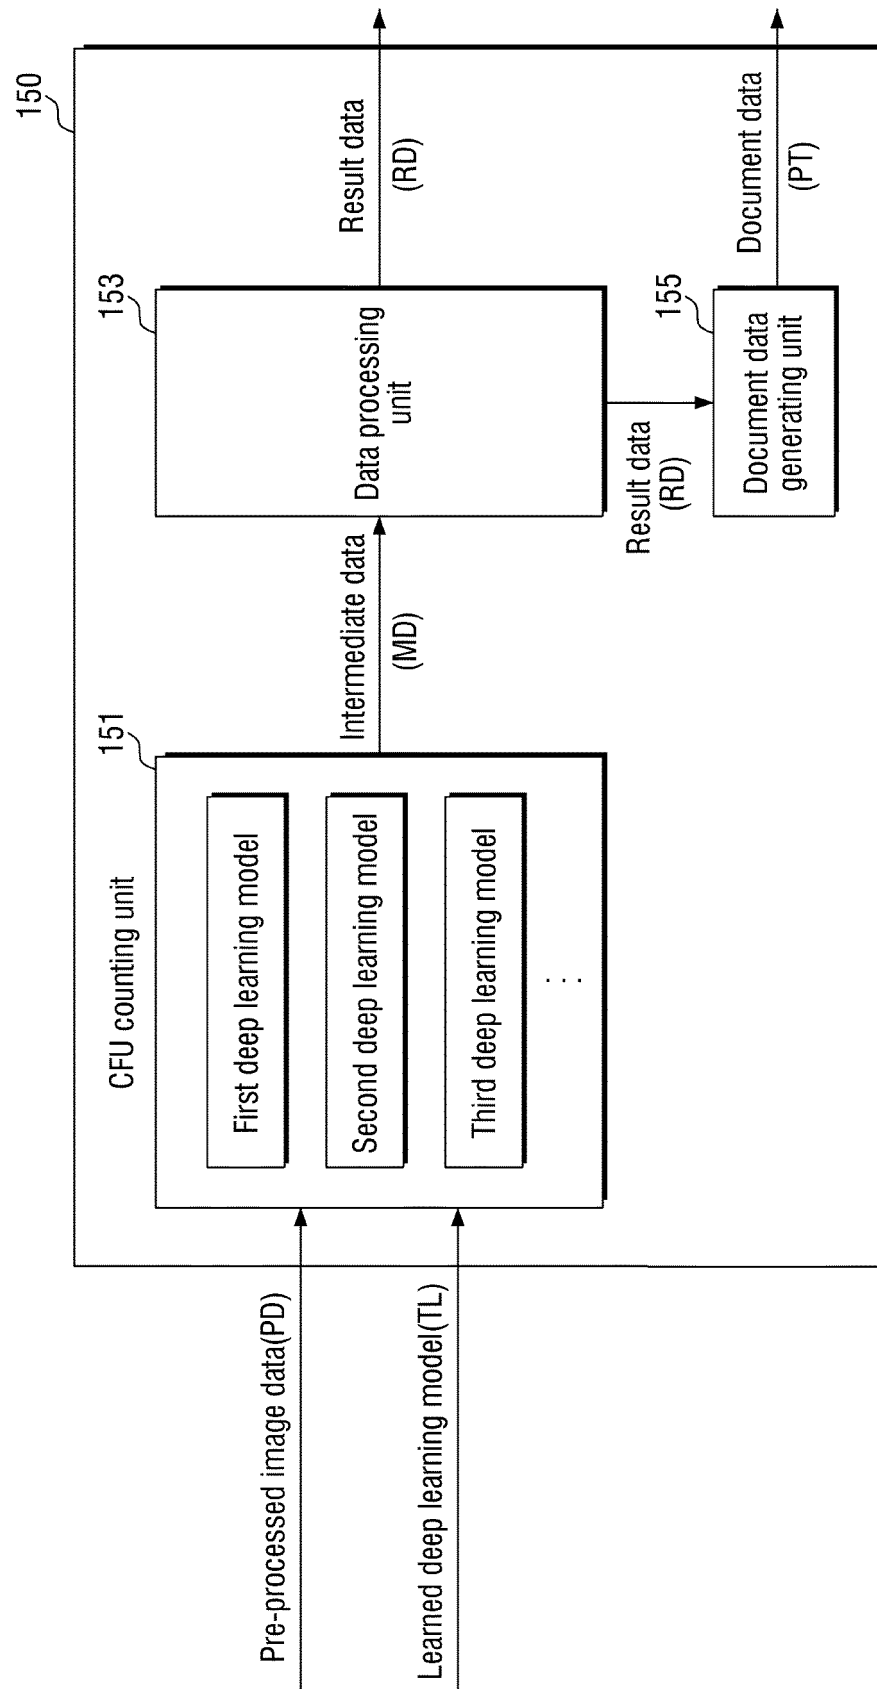 150
CFU counting unit
151
153
Pre-processed image data(PD)
First deep learning model
Intermediate data
(MD)
Data processing
unit
Result data
(RD)
Learned deep learning model(TL)
Second deep learning model
Third deep learning model
. . .
Result data
(RD)
155
Document data
generating unit
Document data
(PT)